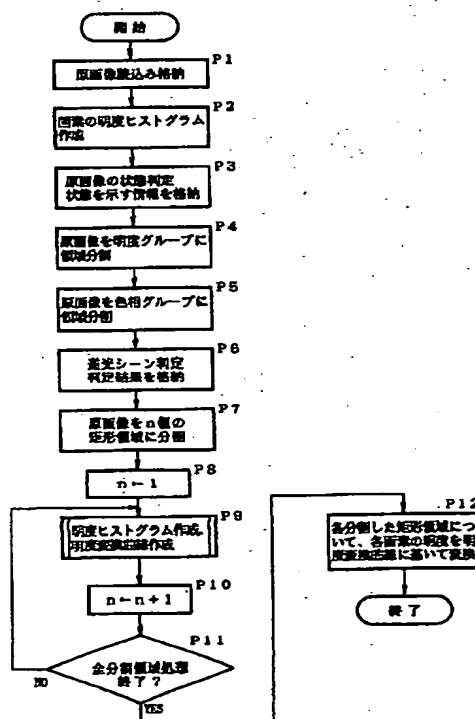 開始
P1
原画像読込み格納
P2
画素の明度ヒストグラム
作成
P3
原画像の状態判定
状態を示す情報を格納
P4
原画像を明度グループに
領域分割
P5
原画像を色相グループに
領域分割
P6
差光シーン判定
判定結果を格納
P7
原画像をn個の
矩形領域に分割
P8
n←1
P9
明度ヒストグラム作成,
明度変換曲線作成
P10
n←n+1
P11
全分割領域処理
終了?
NO
YES
P12
各分割した矩形領域につ
いて、各画素の明度を明
度変換曲線に基いて変換
終了